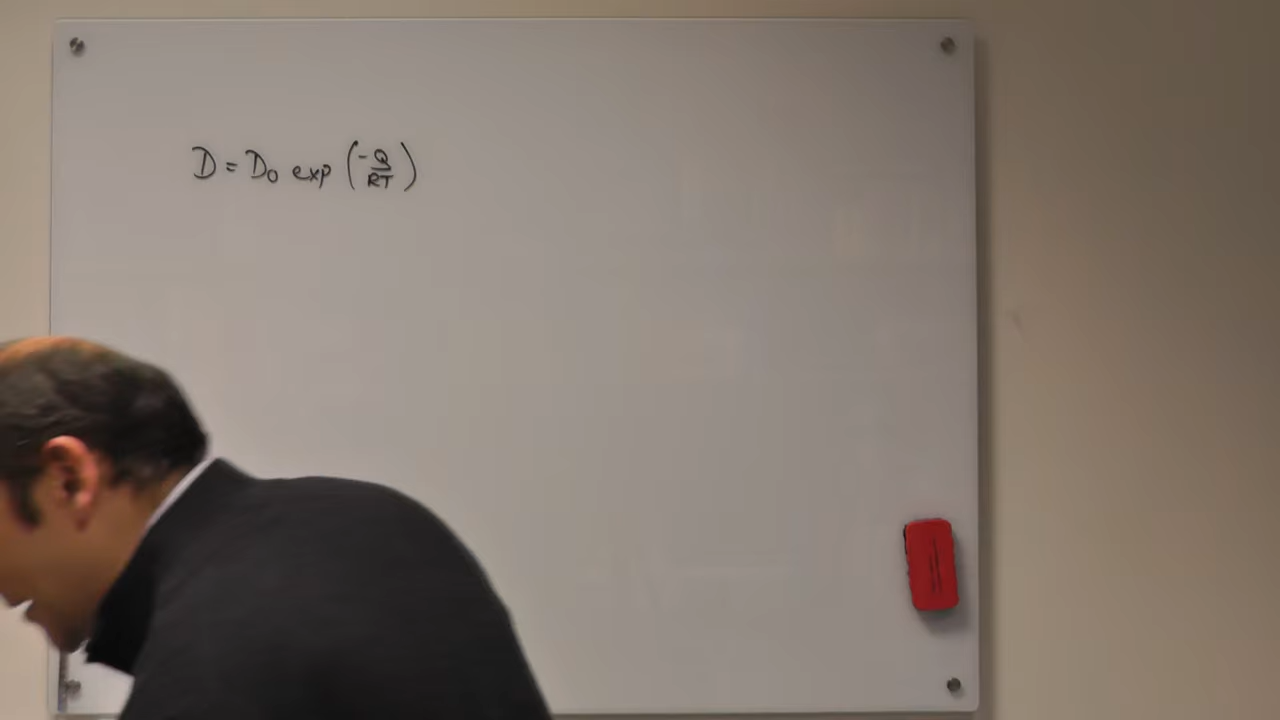 D = D₀ exp (-Q/RT)